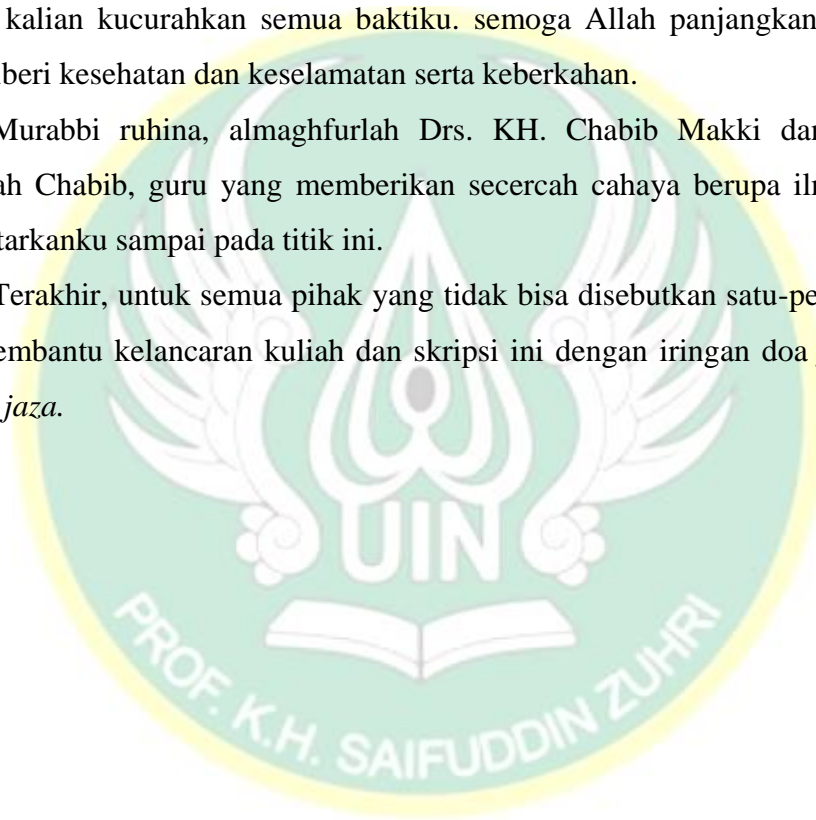 kalian kucurahkan semua baktiku. semoga Allah panjangkan
beri kesehatan dan keselamatan serta keberkahan.
Murabbi ruhina, almaghfurlah Drs. KH. Chabib Makki dan
ah Chabib, guru yang memberikan secercah cahaya berupa
tarkanku sampai pada titik ini.
Terakhir, untuk semua pihak yang tidak bisa disebutkan satu-pe
embantu kelancaran kuliah dan skripsi ini dengan iringan doa
jaza.
UIN
PROF. K.H. SAIFUDDIN ZUHRI